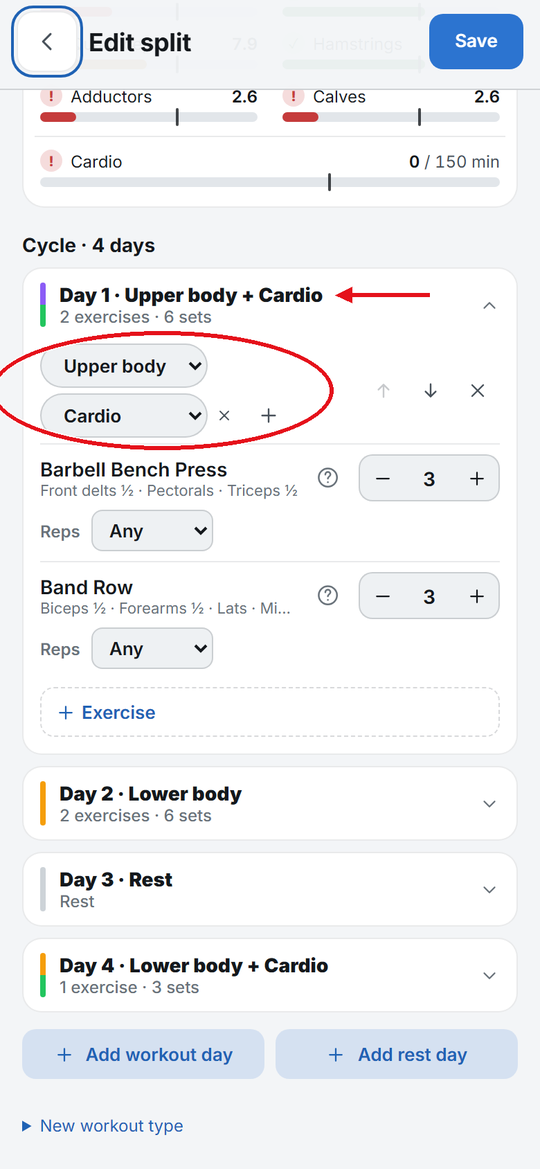 Edit split
Save
7.9
Hamstrings
! Adductors 2.6
! Calves 2.6
! Cardio 0 / 150 min
Cycle · 4 days
Day 1 · Upper body + Cardio
2 exercises · 6 sets
Upper body
Cardio
Barbell Bench Press
Front delts ½ · Pectorals · Triceps ½
? − 3 +
Reps Any
Band Row
Biceps ½ · Forearms ½ · Lats · Mi...
? − 3 +
Reps Any
+ Exercise
Day 2 · Lower body
2 exercises · 6 sets
Day 3 · Rest
Rest
Day 4 · Lower body + Cardio
1 exercise · 3 sets
+ Add workout day
+ Add rest day
New workout type